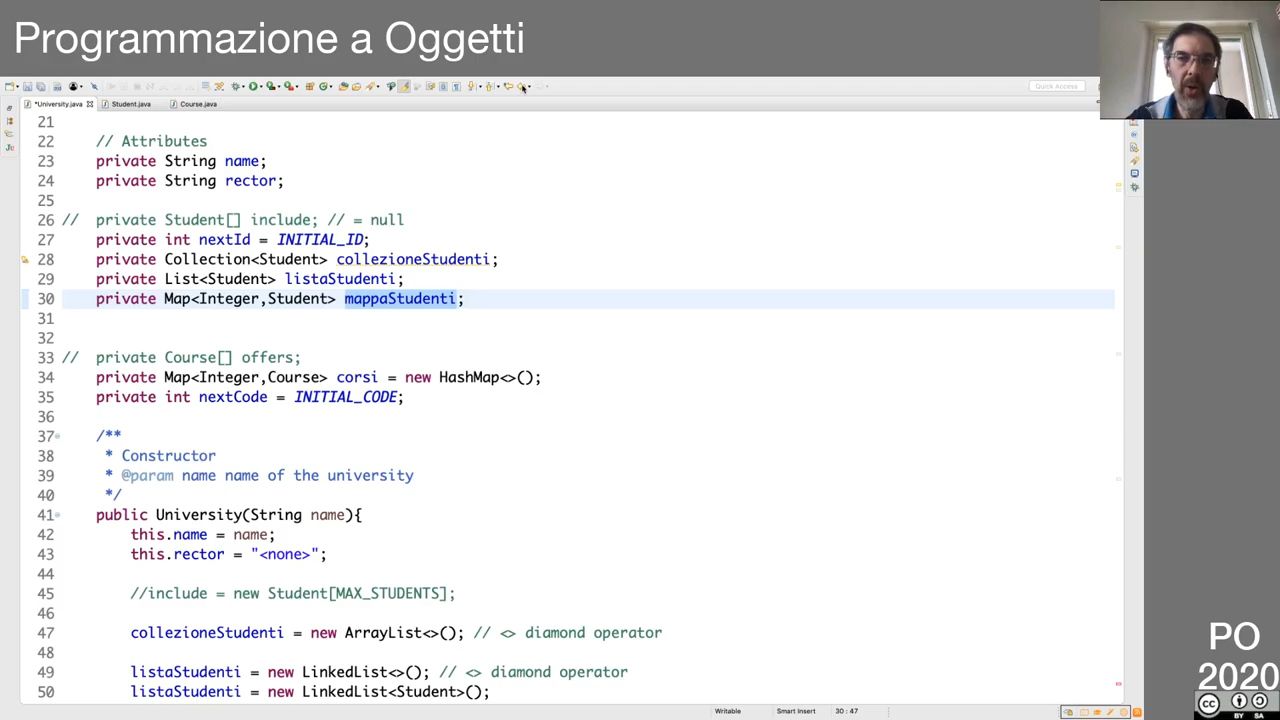 Programmazione a Oggetti
Quick Access
*University.java
Student.java
Course.java
21
22 // Attributes
23 private String name;
24 private String rector;
25
26 // private Student[] include; // = null
27 private int nextId = INITIAL_ID;
28 private Collection<Student> collezioneStudenti;
29 private List<Student> listaStudenti;
30 private Map<Integer,Student> mappaStudenti;
31
32
33 // private Course[] offers;
34 private Map<Integer,Course> corsi = new HashMap<>();
35 private int nextCode = INITIAL_CODE;
36
37 /**
38 * Constructor
39 * @param name name of the university
40 */
41 public University(String name){
42 this.name = name;
43 this.rector = "<none>";
44
45 //include = new Student[MAX_STUDENTS];
46
47 collezioneStudenti = new ArrayList<>(); // <> diamond operator
48
49 listaStudenti = new LinkedList<>(); // <> diamond operator
50 listaStudenti = new LinkedList<Student>();
Writable
Smart Insert
30 : 47
PO
2020
CC
BY SA